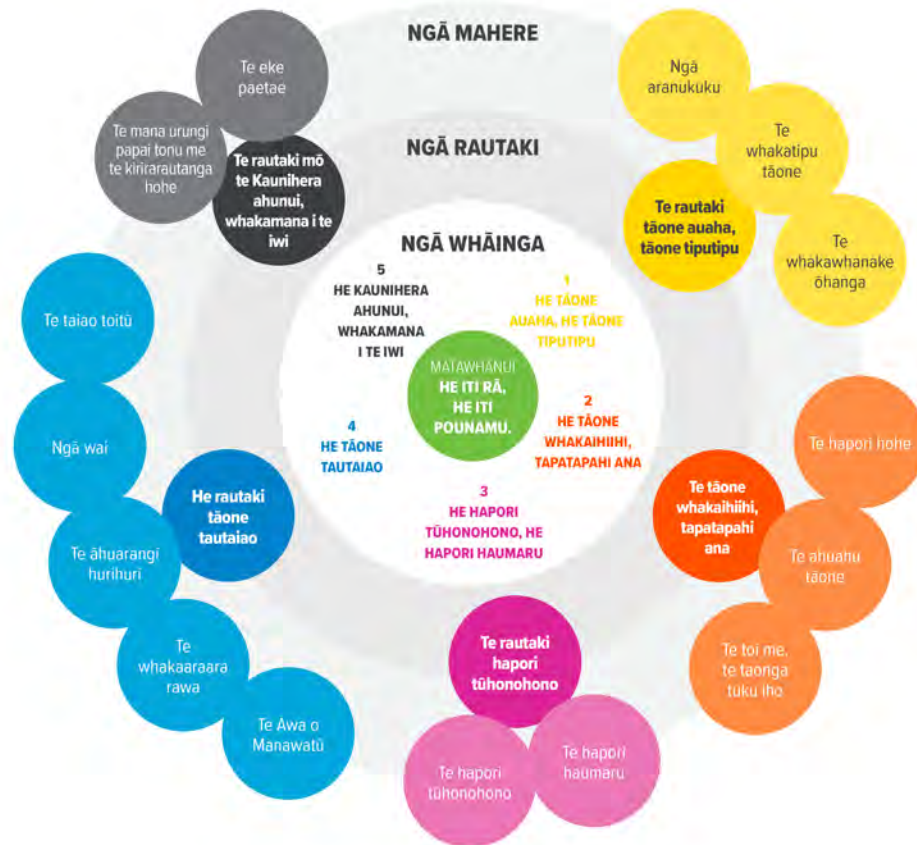 NGĀ MAHERE
NGĀ RAUTAKI
NGĀ WHĀINGA
MATAWHĀNUI
HE ITI RĀ,
HE ITI
POUNAMU.
1
HE TĀONE
AUAHA, HE TĀONE
TIPUTIPU
2
HE TĀONE
WHAKAIHIIHI,
TAPATAPAHI ANA
3
HE HAPORI
TŪHONOHONO, HE
HAPORI HAUMARU
4
HE TĀONE
TAUTAIAO
5
HE KAUNIHERA
AHUNUI,
WHAKAMANA
I TE IWI
Te rautaki
tāone auaha,
tāone tiputipu
Ngā
aranukuku
Te
whakatipu
tāone
Te
whakawhanake
ōhanga
Te tāone
whakaihiihi,
tapatapahi
ana
Te hapori hohe
Te ahuahu
tāone
Te toi me
te taonga
tuku iho
Te rautaki
hapori
tūhonohono
Te hapori
haumaru
Te hapori
tūhonohono
He rautaki
tāone
tautaiao
Te taiao toitū
Ngā wai
Te āhuarangi
hurihuri
Te
whakaaraara
rawa
Te Awa o
Manawatū
Te rautaki mō
te Kaunihera
ahunui,
whakamana i te
iwi
Te mana urungi
papai tonu me
te kirirarautanga
hohe
Te eke
paetae